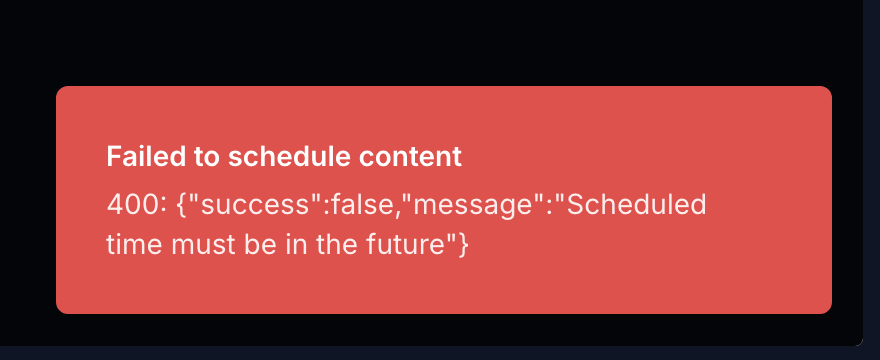 Failed to schedule content
400: {"success":false,"message":"Scheduled
time must be in the future"}